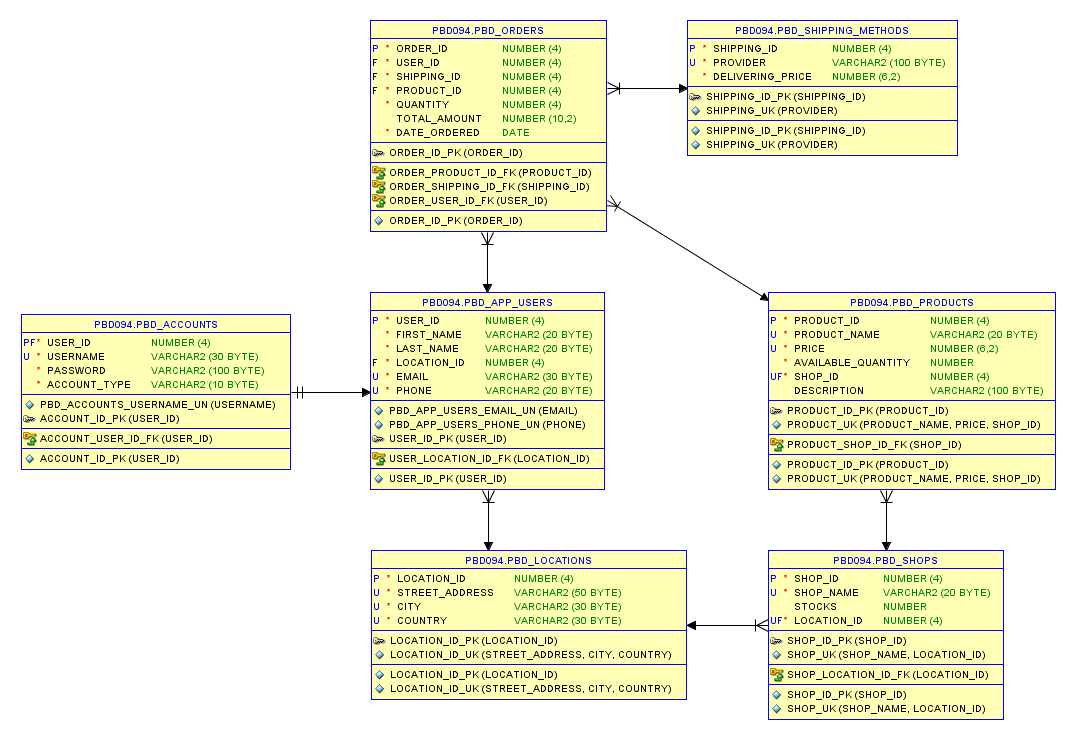 PBD094.PBD_ORDERS
P * ORDER_ID NUMBER (4)
F * USER_ID NUMBER (4)
F * SHIPPING_ID NUMBER (4)
F * PRODUCT_ID NUMBER (4)
* QUANTITY NUMBER (4)
TOTAL_AMOUNT NUMBER (10,2)
* DATE_ORDERED DATE
ORDER_ID_PK (ORDER_ID)
ORDER_PRODUCT_ID_FK (PRODUCT_ID)
ORDER_SHIPPING_ID_FK (SHIPPING_ID)
ORDER_USER_ID_FK (USER_ID)
ORDER_ID_PK (ORDER_ID)
PBD094.PBD_SHIPPING_METHODS
P * SHIPPING_ID NUMBER (4)
U * PROVIDER VARCHAR2 (100 BYTE)
* DELIVERING_PRICE NUMBER (6,2)
SHIPPING_ID_PK (SHIPPING_ID)
SHIPPING_UK (PROVIDER)
SHIPPING_ID_PK (SHIPPING_ID)
SHIPPING_UK (PROVIDER)
PBD094.PBD_ACCOUNTS
PF* USER_ID NUMBER (4)
U * USERNAME VARCHAR2 (30 BYTE)
* PASSWORD VARCHAR2 (100 BYTE)
* ACCOUNT_TYPE VARCHAR2 (10 BYTE)
PBD_ACCOUNTS_USERNAME_UN (USERNAME)
ACCOUNT_ID_PK (USER_ID)
ACCOUNT_USER_ID_FK (USER_ID)
ACCOUNT_ID_PK (USER_ID)
PBD094.PBD_APP_USERS
P * USER_ID NUMBER (4)
* FIRST_NAME VARCHAR2 (20 BYTE)
* LAST_NAME VARCHAR2 (20 BYTE)
F * LOCATION_ID NUMBER (4)
U * EMAIL VARCHAR2 (30 BYTE)
U * PHONE VARCHAR2 (20 BYTE)
PBD_APP_USERS_EMAIL_UN (EMAIL)
PBD_APP_USERS_PHONE_UN (PHONE)
USER_ID_PK (USER_ID)
USER_LOCATION_ID_FK (LOCATION_ID)
USER_ID_PK (USER_ID)
PBD094.PBD_PRODUCTS
P * PRODUCT_ID NUMBER (4)
U * PRODUCT_NAME VARCHAR2 (20 BYTE)
U * PRICE NUMBER (6,2)
* AVAILABLE_QUANTITY NUMBER
UF* SHOP_ID NUMBER (4)
DESCRIPTION VARCHAR2 (100 BYTE)
PRODUCT_ID_PK (PRODUCT_ID)
PRODUCT_UK (PRODUCT_NAME, PRICE, SHOP_ID)
PRODUCT_SHOP_ID_FK (SHOP_ID)
PRODUCT_ID_PK (PRODUCT_ID)
PRODUCT_UK (PRODUCT_NAME, PRICE, SHOP_ID)
PBD094.PBD_LOCATIONS
P * LOCATION_ID NUMBER (4)
U * STREET_ADDRESS VARCHAR2 (50 BYTE)
U * CITY VARCHAR2 (30 BYTE)
U * COUNTRY VARCHAR2 (30 BYTE)
LOCATION_ID_PK (LOCATION_ID)
LOCATION_ID_UK (STREET_ADDRESS, CITY, COUNTRY)
LOCATION_ID_PK (LOCATION_ID)
LOCATION_ID_UK (STREET_ADDRESS, CITY, COUNTRY)
PBD094.PBD_SHOPS
P * SHOP_ID NUMBER (4)
U * SHOP_NAME VARCHAR2 (20 BYTE)
STOCKS NUMBER
UF* LOCATION_ID NUMBER (4)
SHOP_ID_PK (SHOP_ID)
SHOP_UK (SHOP_NAME, LOCATION_ID)
SHOP_LOCATION_ID_FK (LOCATION_ID)
SHOP_ID_PK (SHOP_ID)
SHOP_UK (SHOP_NAME, LOCATION_ID)